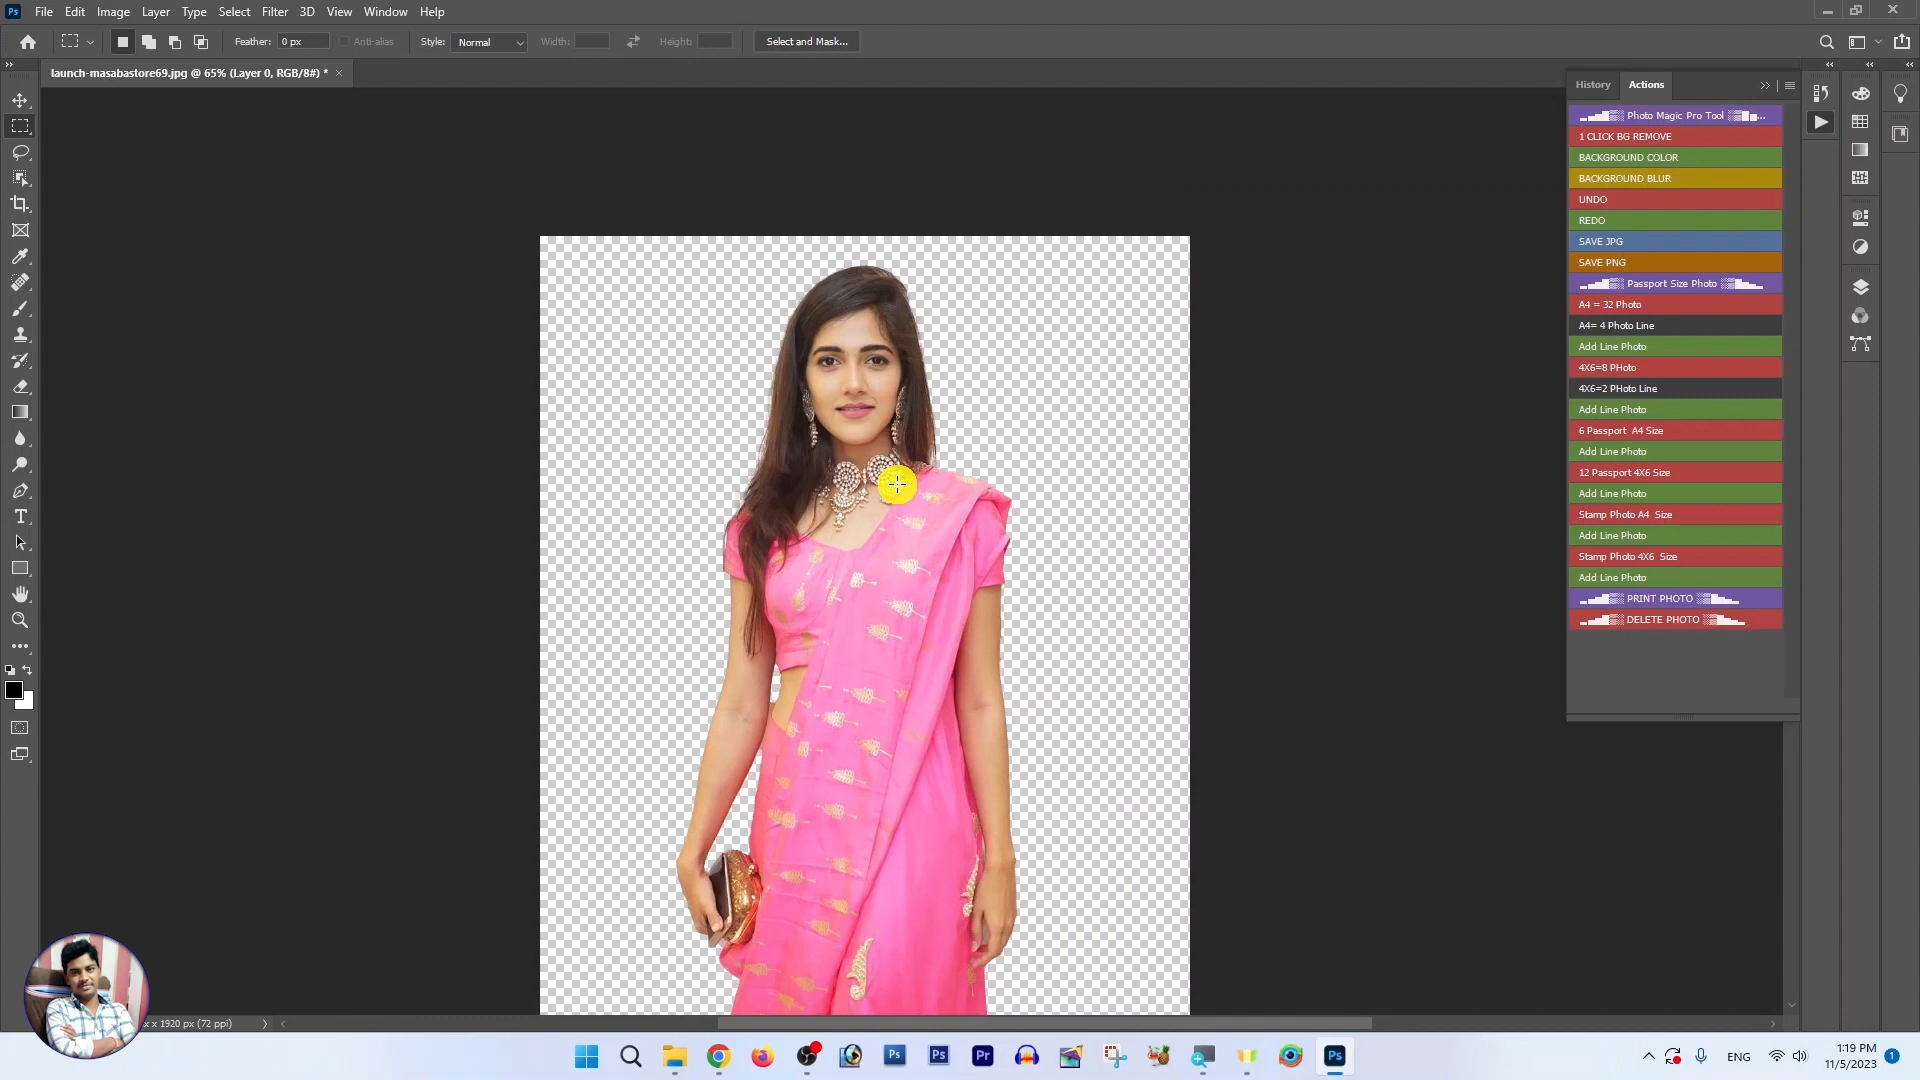 Ps File Edit Image Layer Type Select Filter 3D View Window Help
Feather: 0 px Anti-alias Style: Normal Width: Height: Select and Mask...
launch-masabastore69.jpg @ 65% (Layer 0, RGB/8#) * ×
History Actions
Photo Magic Pro Tool
1 CLICK BG REMOVE
BACKGROUND COLOR
BACKGROUND BLUR
UNDO
REDO
SAVE JPG
SAVE PNG
Passport Size Photo
A4 = 32 Photo
A4= 4 Photo Line
Add Line Photo
4X6=8 PHoto
4X6=2 PHoto Line
Add Line Photo
6 Passport A4 Size
Add Line Photo
12 Passport 4X6 Size
Add Line Photo
Stamp Photo A4 Size
Add Line Photo
Stamp Photo 4X6 Size
Add Line Photo
PRINT PHOTO
DELETE PHOTO
x x 1920 px (72 ppi)
Ps Ps Pr Ps
ENG
1:19 PM
11/5/2023
1